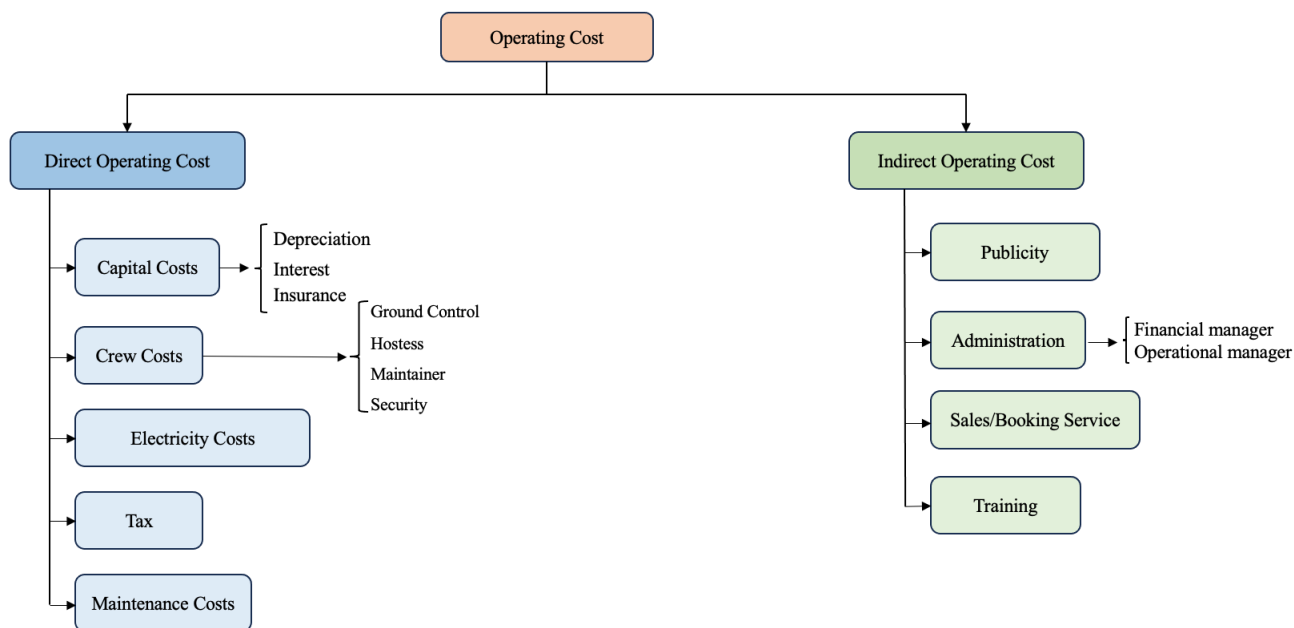 Operating Cost
Direct Operating Cost
Indirect Operating Cost
Capital Costs
Depreciation
Interest
Insurance
Crew Costs
Ground Control
Hostess
Maintainer
Security
Electricity Costs
Tax
Maintenance Costs
Publicity
Administration
Financial manager
Operational manager
Sales/Booking Service
Training